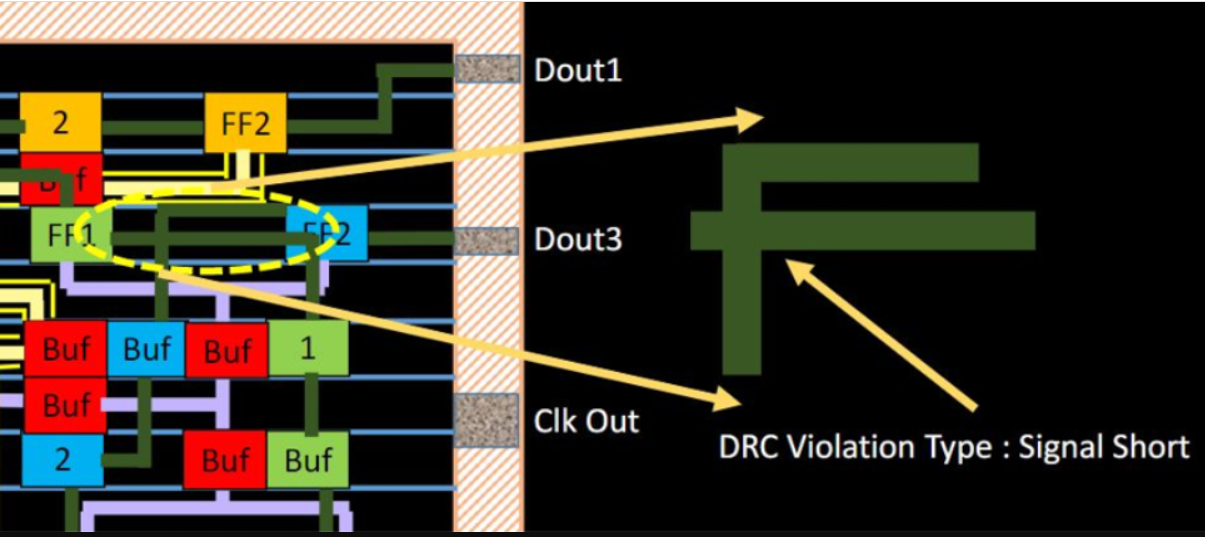 Dout1
2
FF2
Buf
FF1
FF2
Dout3
Buf
Buf
Buf
1
Buf
Clk Out
DRC Violation Type : Signal Short
2
Buf
Buf